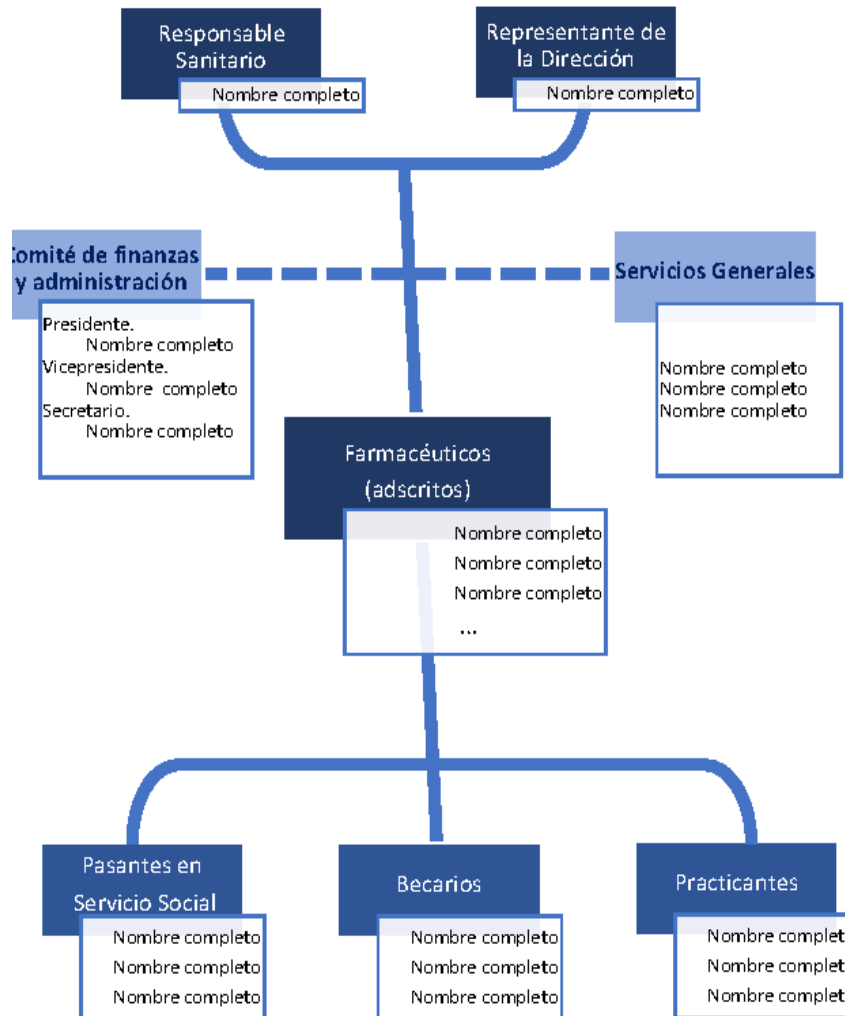 Responsable
Sanitario
Nombre completo
Representante de
la Dirección
Nombre completo
Comité de finanzas
y administración
Presidente.
Nombre completo
Vicepresidente.
Nombre completo
Secretario.
Nombre completo
Servicios Generales
Nombre completo
Nombre completo
Nombre completo
Farmacéuticos
(adscritos)
Nombre completo
Nombre completo
Nombre completo
...
Pasantes en
Servicio Social
Nombre completo
Nombre completo
Nombre completo
Becarios
Nombre completo
Nombre completo
Nombre completo
Practicantes
Nombre complet
Nombre complet
Nombre complet